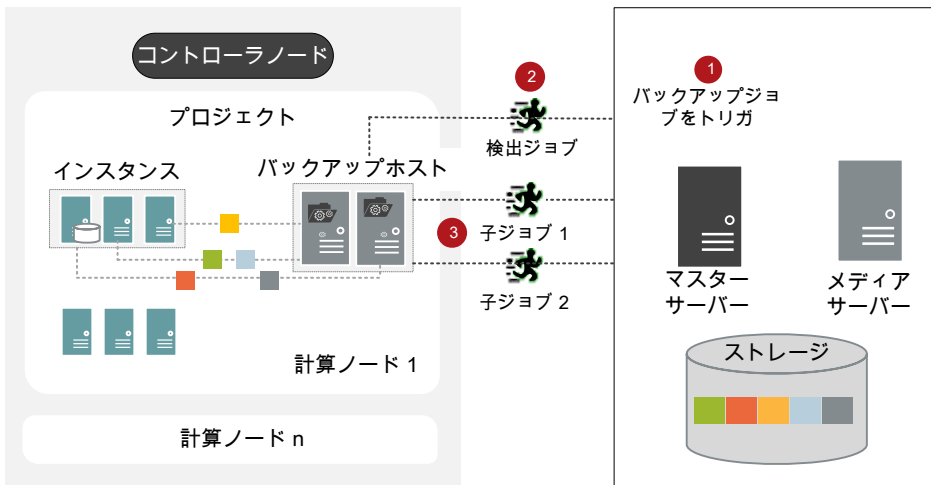 コントローラノード
プロジェクト
インスタンス
バックアップホスト
計算ノード 1
計算ノード n
2
検出ジョブ
3
子ジョブ 1
子ジョブ 2
1
バックアップジョ
ブをトリガ
マスター
サーバー
メディア
サーバー
ストレージ